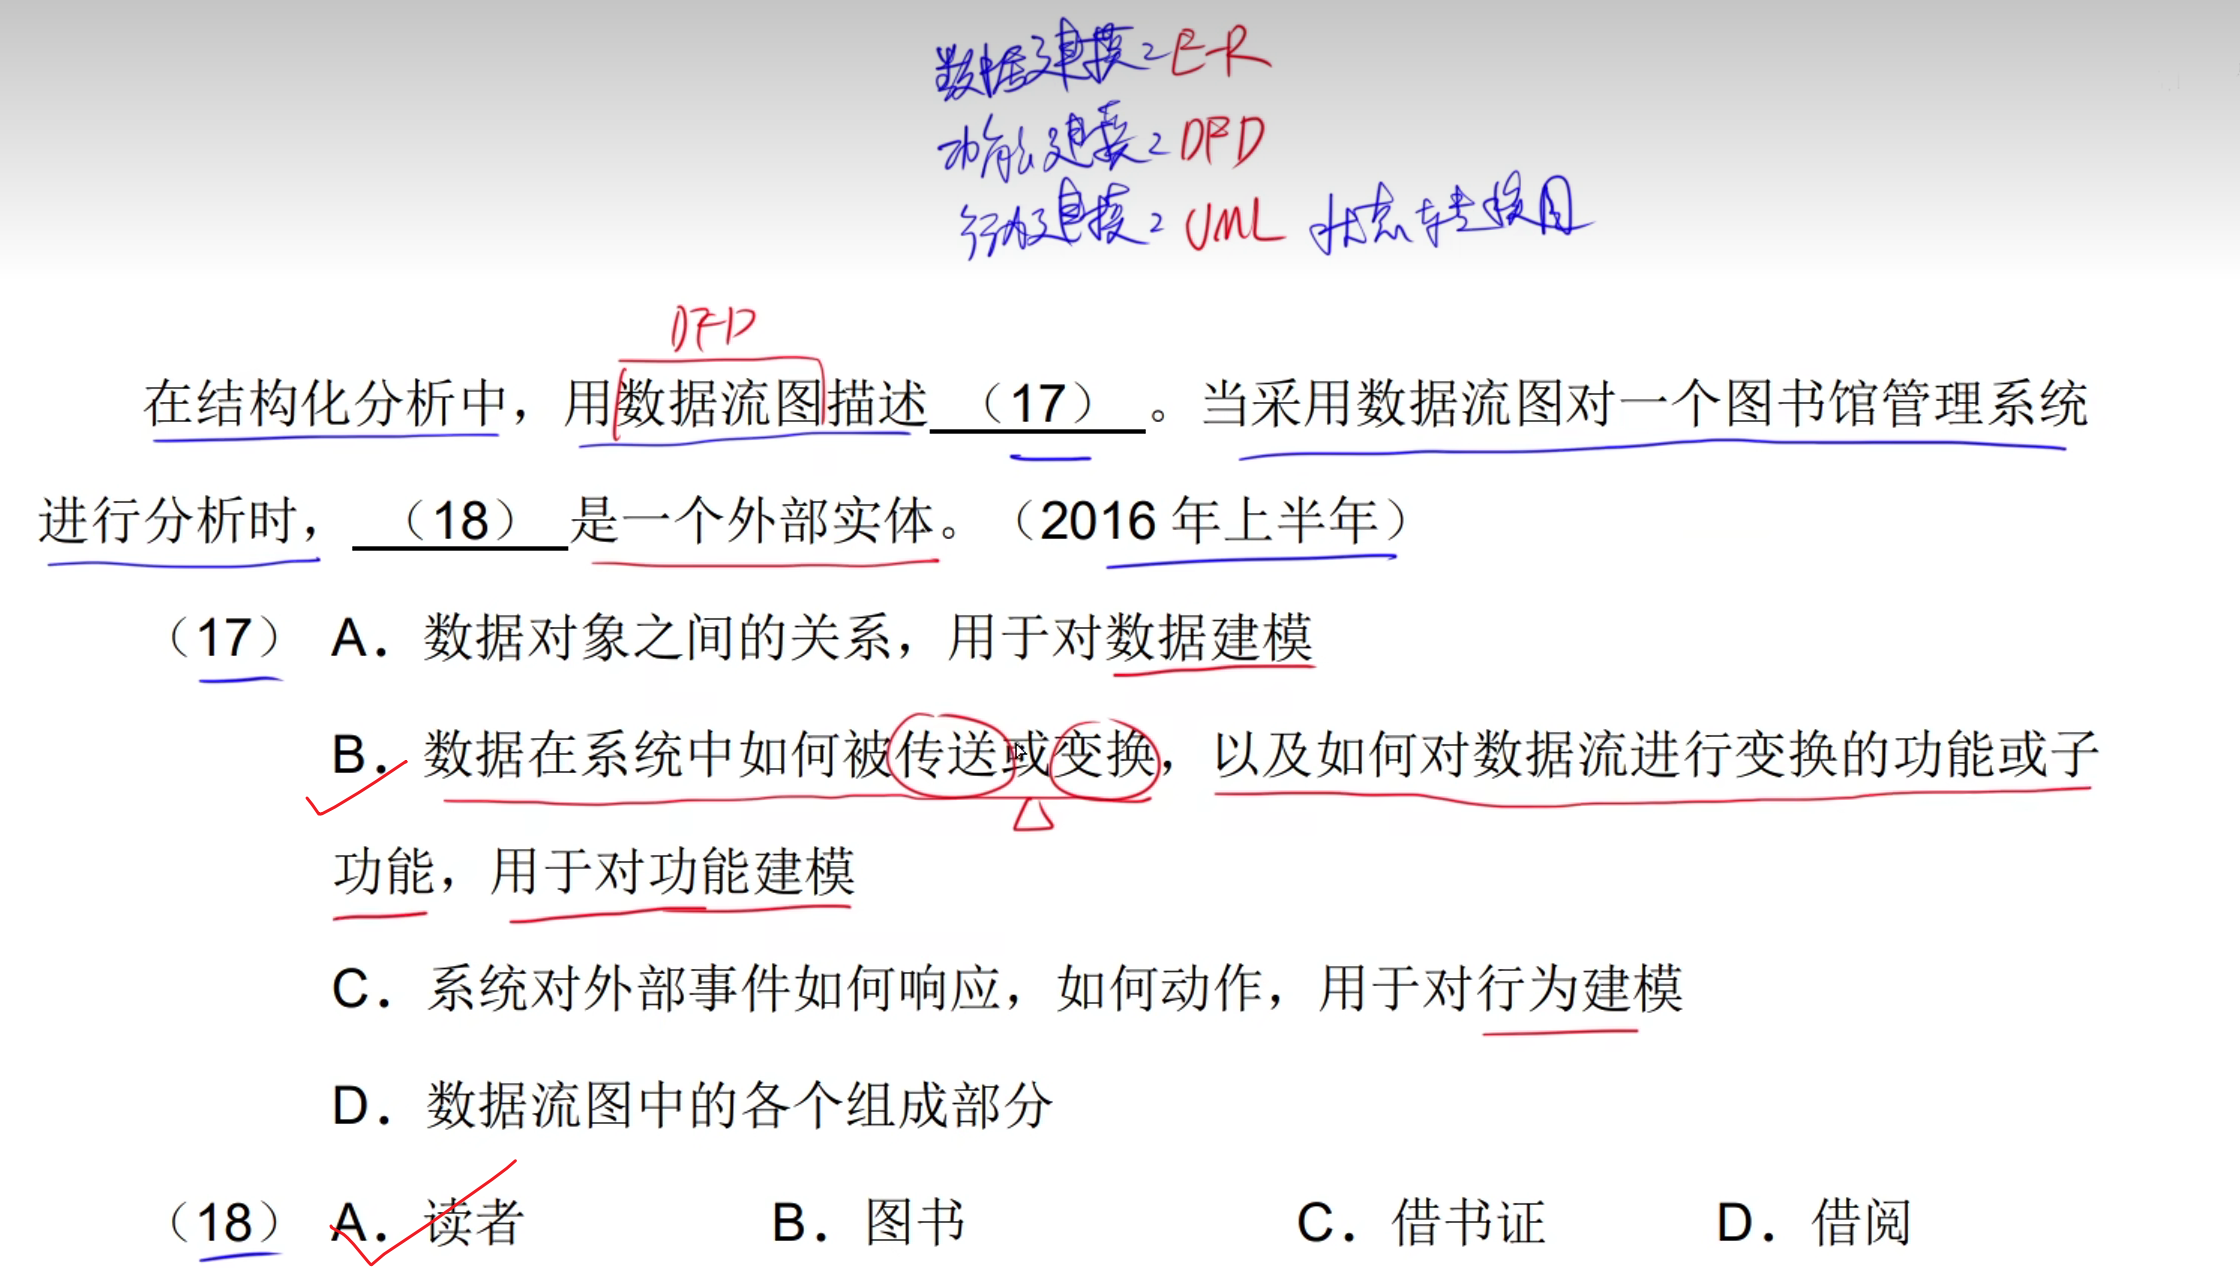 数据建模：E-R
功能建模：DFD
行为建模：UML 状态转换图
DFD
在结构化分析中，用数据流图描述（17）。当采用数据流图对一个图书馆管理系统
进行分析时，（18）是一个外部实体。（2016 年上半年）
（17） A．数据对象之间的关系，用于对数据建模
B．数据在系统中如何被传送或变换，以及如何对数据流进行变换的功能或子
功能，用于对功能建模
C．系统对外部事件如何响应，如何动作，用于对行为建模
D．数据流图中的各个组成部分
（18） A．读者 B．图书 C．借书证 D．借阅